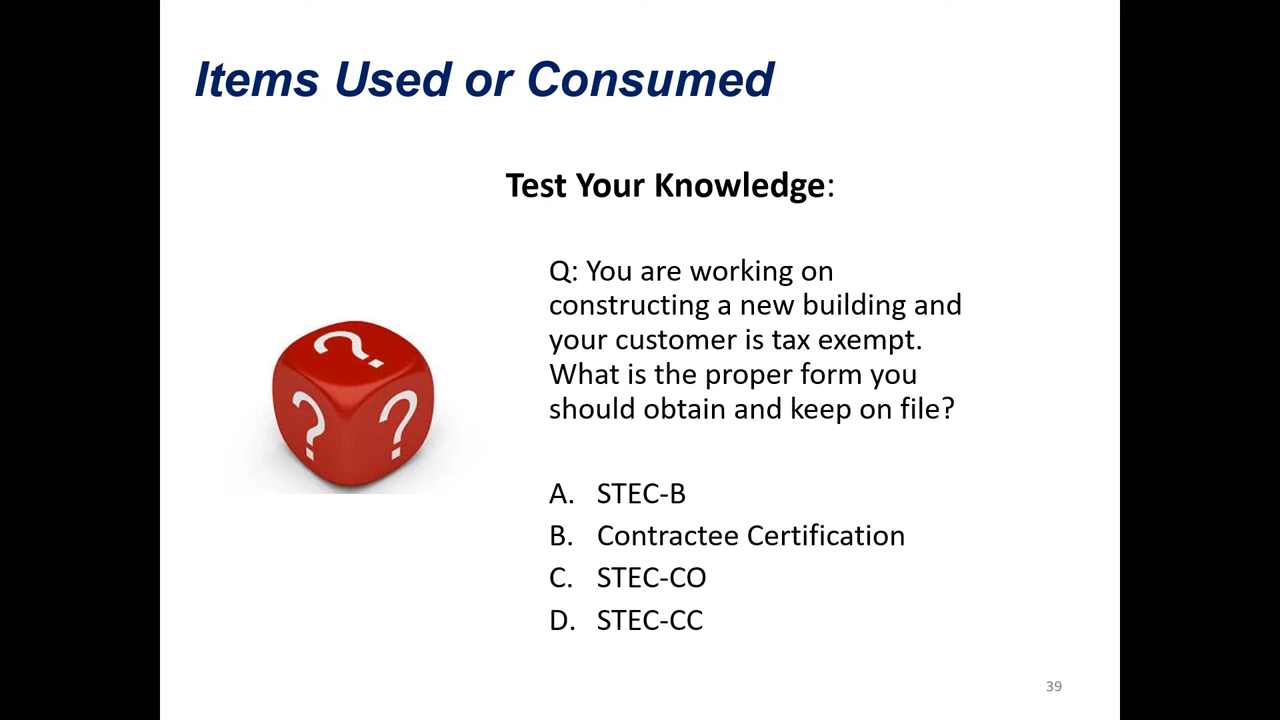 Items Used or Consumed
Test Your Knowledge:
Q: You are working on
constructing a new building and
your customer is tax exempt.
What is the proper form you
should obtain and keep on file?
A. STEC-B
B. Contractee Certification
C. STEC-CO
D. STEC-CC
? ? ?
39